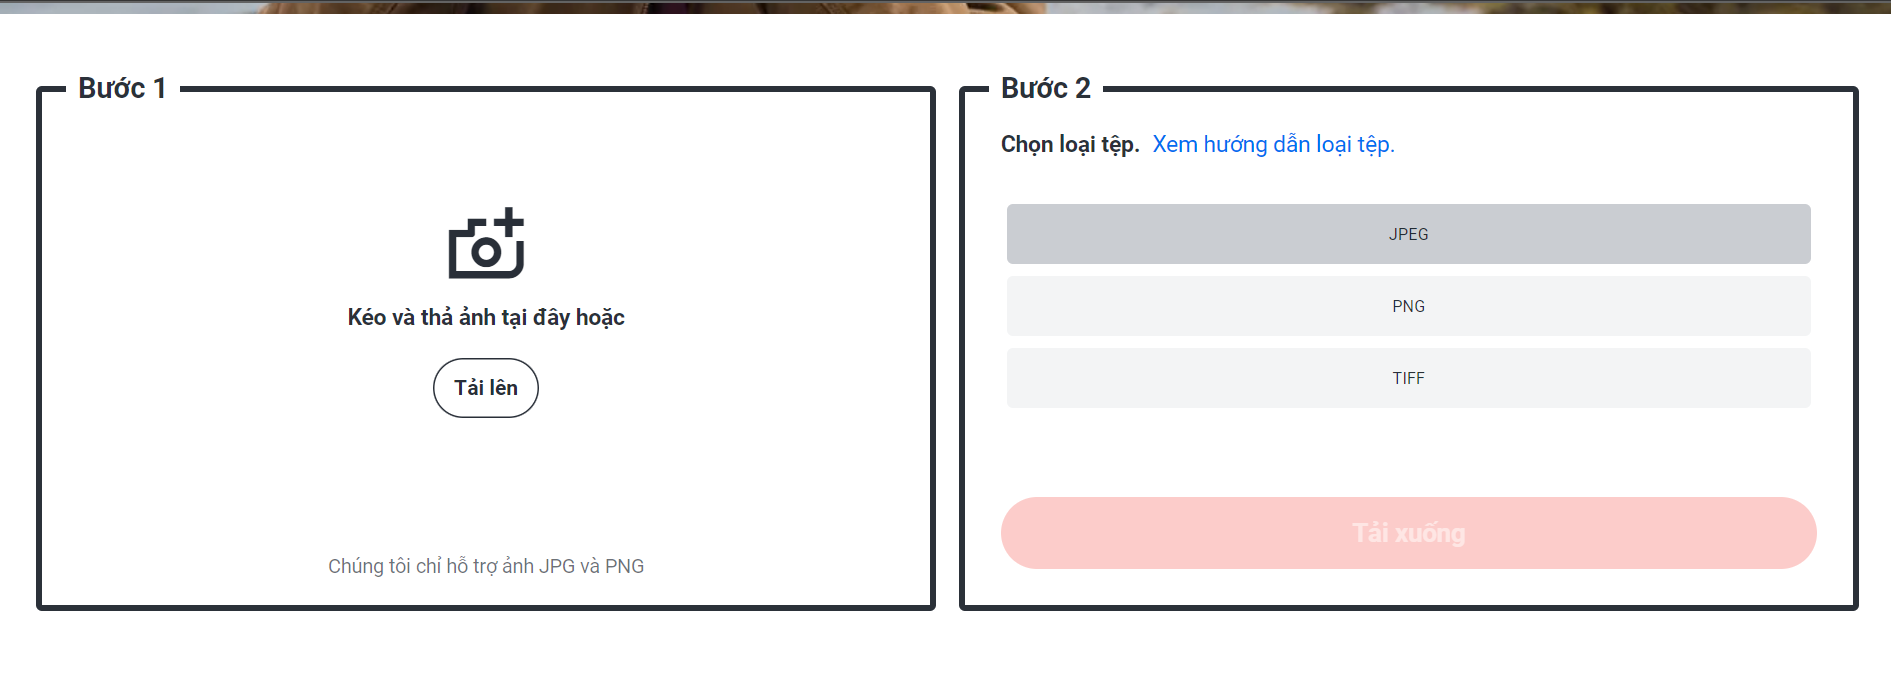 Bước 1
Kéo và thả ảnh tại đây hoặc
Tải lên
Chúng tôi chỉ hỗ trợ ảnh JPG và PNG
Bước 2
Chọn loại tệp. Xem hướng dẫn loại tệp.
JPEG
PNG
TIFF
Tải xuống